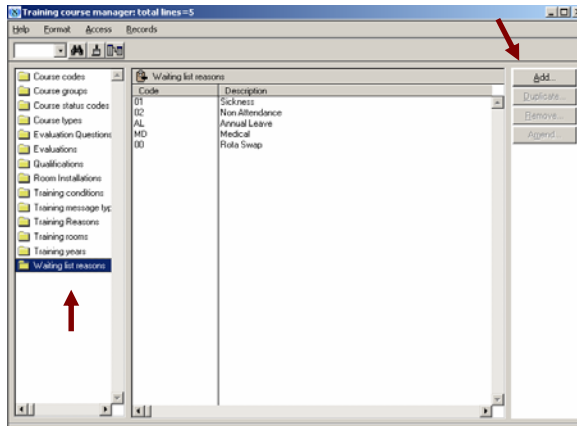 Training course manager: total lines=5
Help Format Access Records
Course codes
Course groups
Course status codes
Course types
Evaluation Questions
Evaluations
Qualifications
Room Installations
Training conditions
Training message typ
Training Reasons
Training rooms
Training years
Waiting list reasons
Waiting list reasons
Code Description
01 Sickness
02 Non Attendance
AL Annual Leave
MD Medical
00 Rota Swap
Add...
Duplicate...
Remove...
Amend...